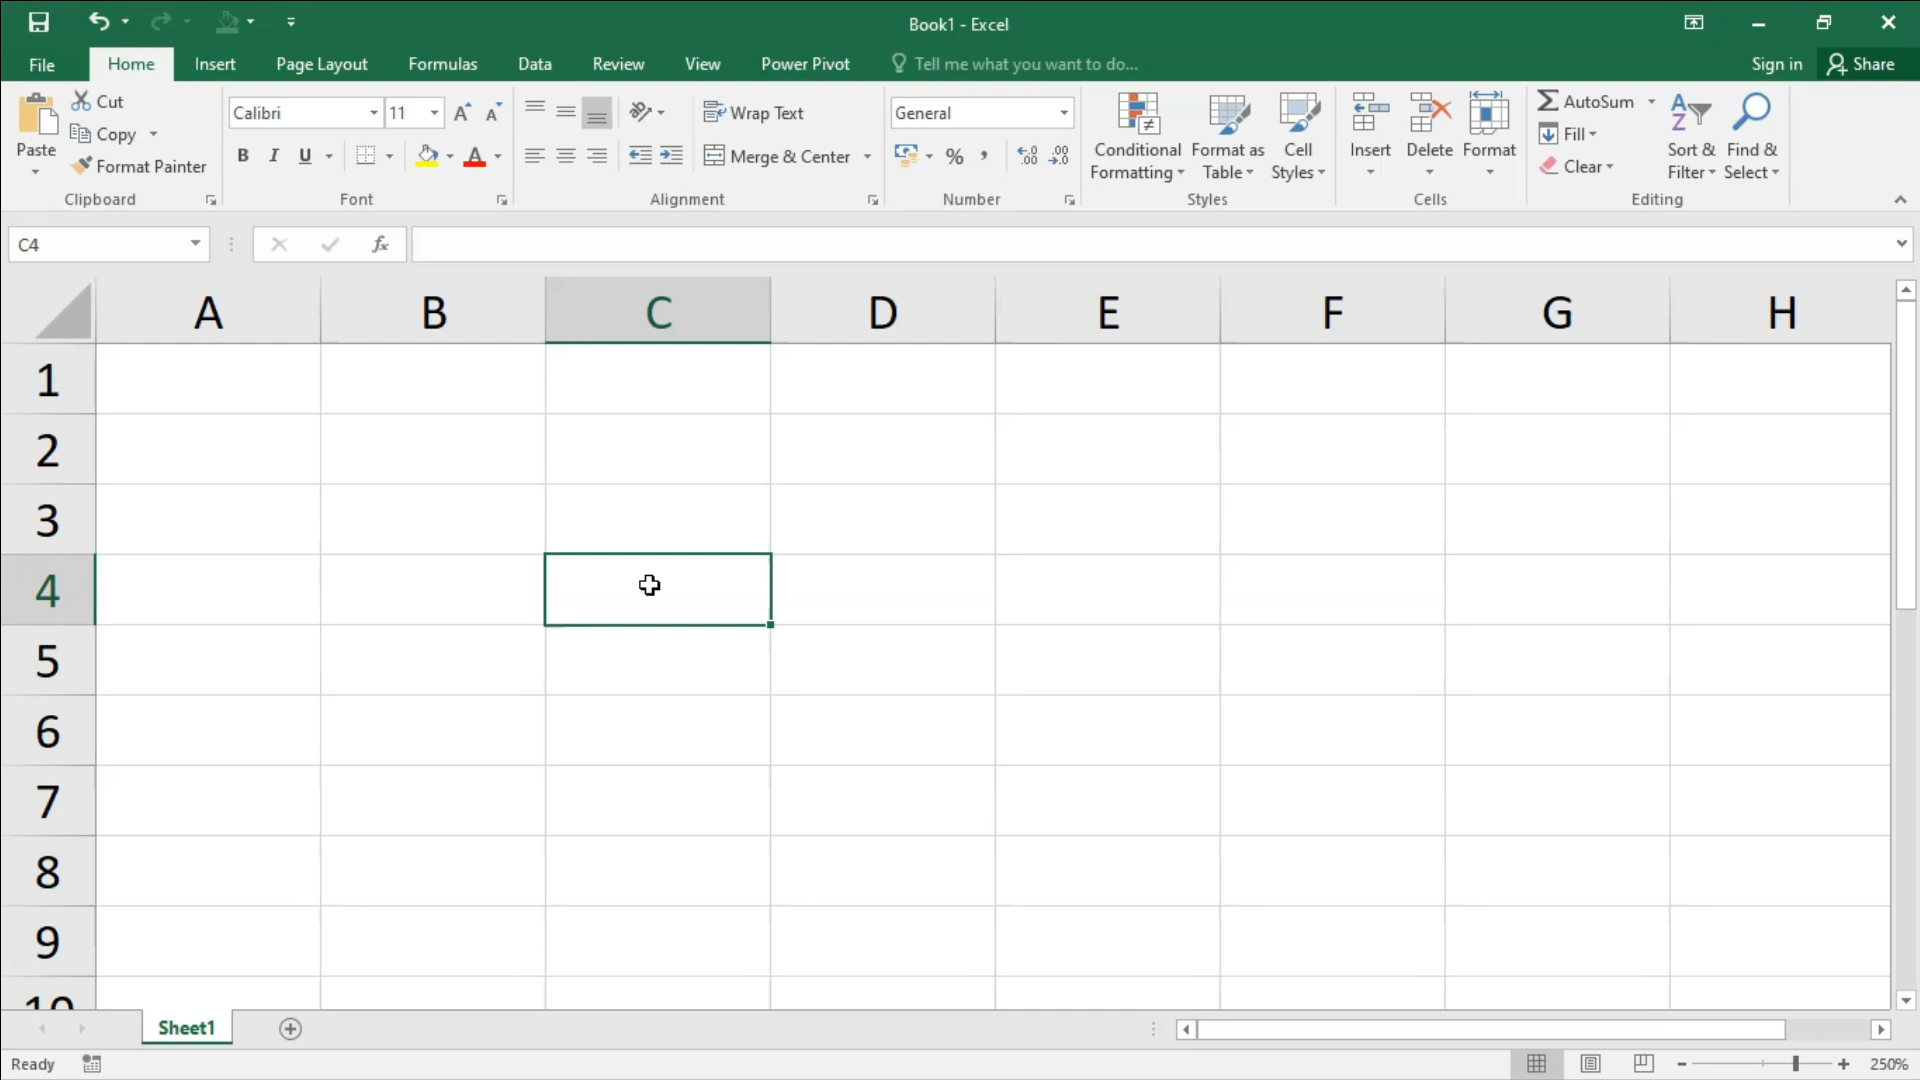 Book1 - Excel
File Home Insert Page Layout Formulas Data Review View Power Pivot Tell me what you want to do... Sign in Share
Paste
Cut
Copy
Format Painter
Clipboard
Calibri 11
B I U
Font
Wrap Text
Merge & Center
Alignment
General
% ,
Number
Conditional Formatting
Format as Table
Cell Styles
Styles
Insert Delete Format
Cells
AutoSum
Fill
Clear
Sort & Filter
Find & Select
Editing
C4 fx
A B C D E F G H
1
2
3
4
5
6
7
8
9
10
Sheet1
Ready 250%